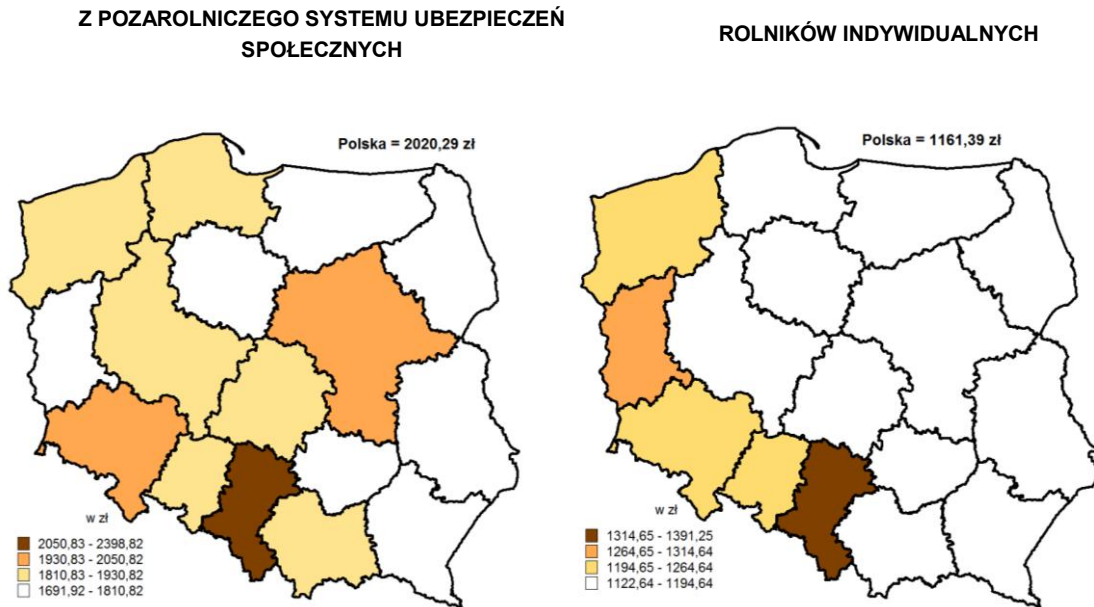 Z POZAROLNICZEGO SYSTEMU UBEZPIECZEŃ
SPOŁECZNYCH
Polska = 2020,29 zł
w zł
2050,83 - 2398,82
1930,83 - 2050,82
1810,83 - 1930,82
1691,92 - 1810,82
ROLNIKÓW INDYWIDUALNYCH
Polska = 1161,39 zł
w zł
1314,65 - 1391,25
1264,65 - 1314,64
1194,65 - 1264,64
1122,64 - 1194,64